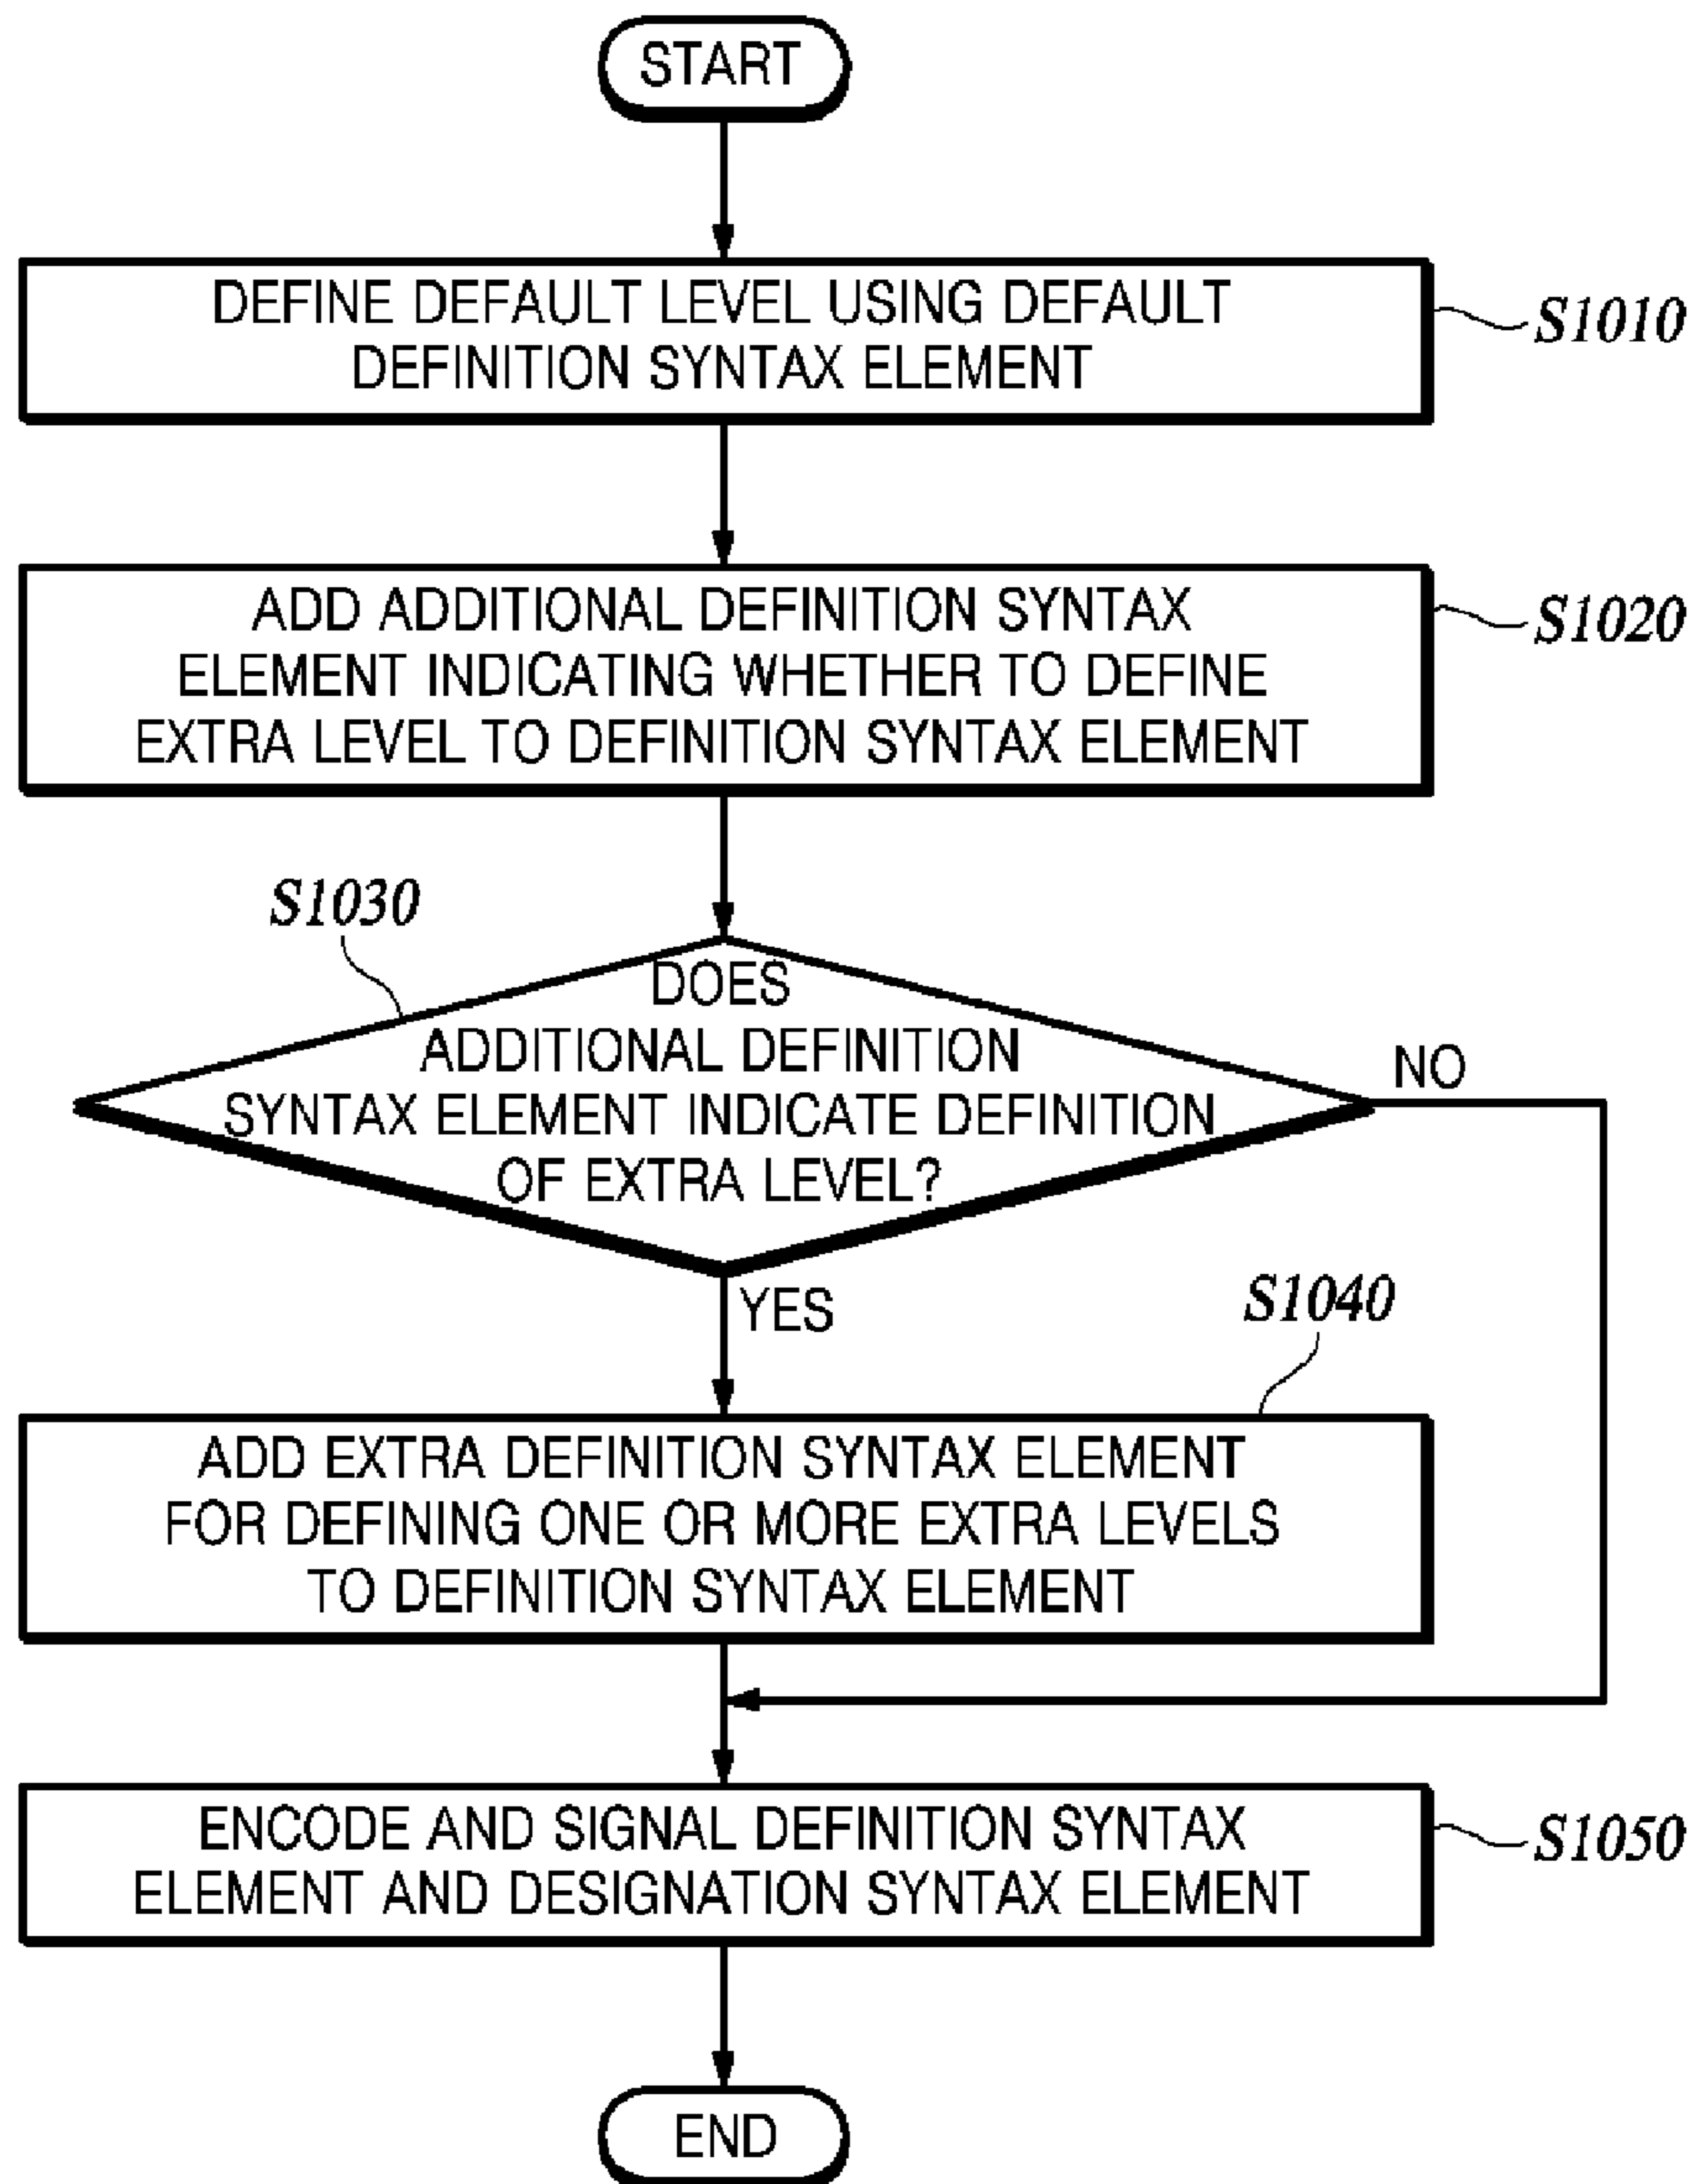 START
DEFINE DEFAULT LEVEL USING DEFAULT
DEFINITION SYNTAX ELEMENT
S1010
ADD ADDITIONAL DEFINITION SYNTAX
ELEMENT INDICATING WHETHER TO DEFINE
EXTRA LEVEL TO DEFINITION SYNTAX ELEMENT
S1020
S1030
DOES
ADDITIONAL DEFINITION
SYNTAX ELEMENT INDICATE DEFINITION
OF EXTRA LEVEL?
NO
YES
S1040
ADD EXTRA DEFINITION SYNTAX ELEMENT
FOR DEFINING ONE OR MORE EXTRA LEVELS
TO DEFINITION SYNTAX ELEMENT
ENCODE AND SIGNAL DEFINITION SYNTAX
ELEMENT AND DESIGNATION SYNTAX ELEMENT
S1050
END